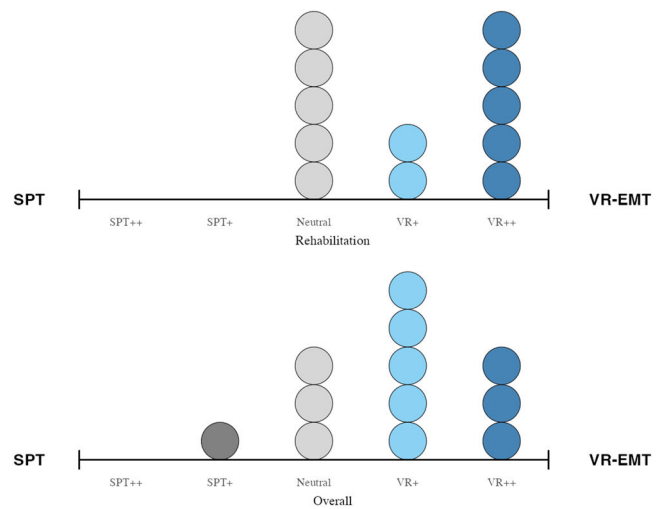 SPT VR-EMT
SPT++ SPT+ Neutral VR+ VR++
Rehabilitation
SPT VR-EMT
SPT++ SPT+ Neutral VR+ VR++
Overall